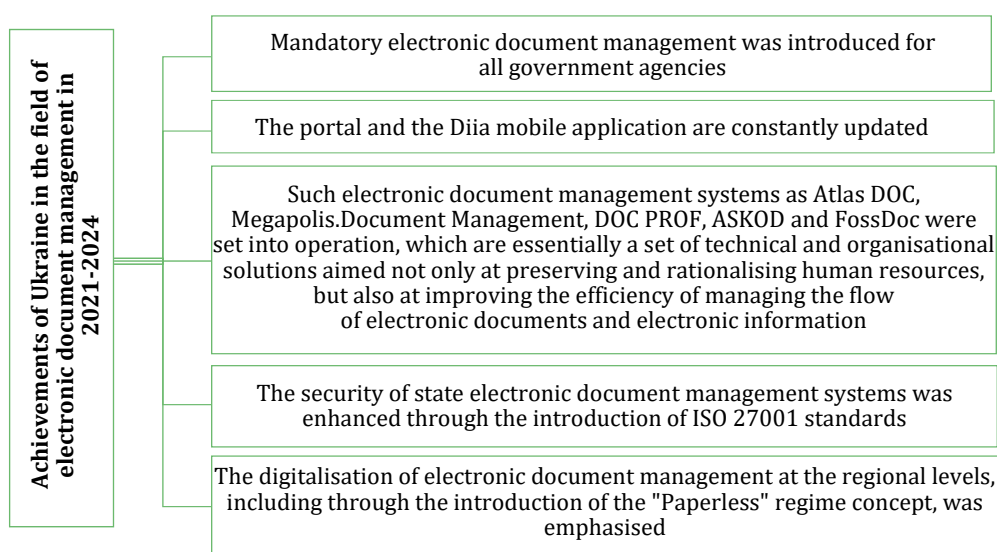 Achievements of Ukraine in the field of
electronic document management in
2021-2024
Mandatory electronic document management was introduced for
all government agencies
The portal and the Diia mobile application are constantly updated
Such electronic document management systems as Atlas DOC,
Megapolis.Document Management, DOC PROF, ASKOD and FossDoc were
set into operation, which are essentially a set of technical and organisational
solutions aimed not only at preserving and rationalising human resources,
but also at improving the efficiency of managing the flow
of electronic documents and electronic information
The security of state electronic document management systems was
enhanced through the introduction of ISO 27001 standards
The digitalisation of electronic document management at the regional levels,
including through the introduction of the "Paperless" regime concept, was
emphasised